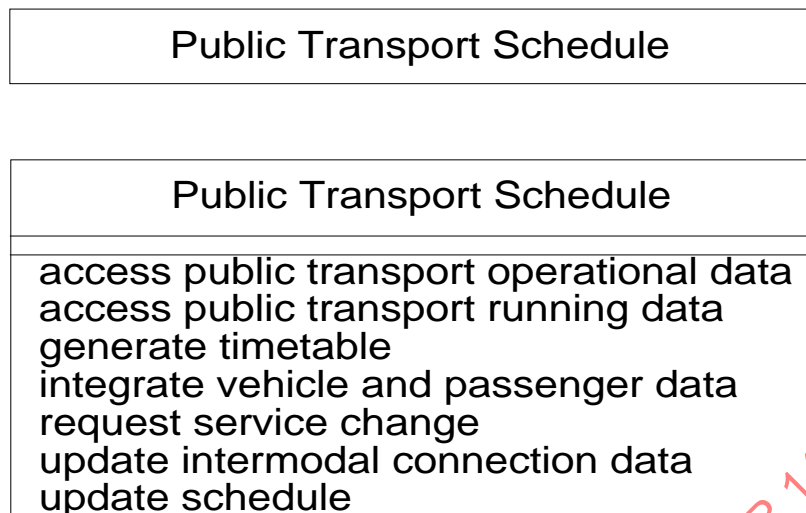 Public Transport Schedule
Public Transport Schedule
access public transport operational data
access public transport running data
generate timetable
integrate vehicle and passenger data
request service change
update intermodal connection data
update schedule